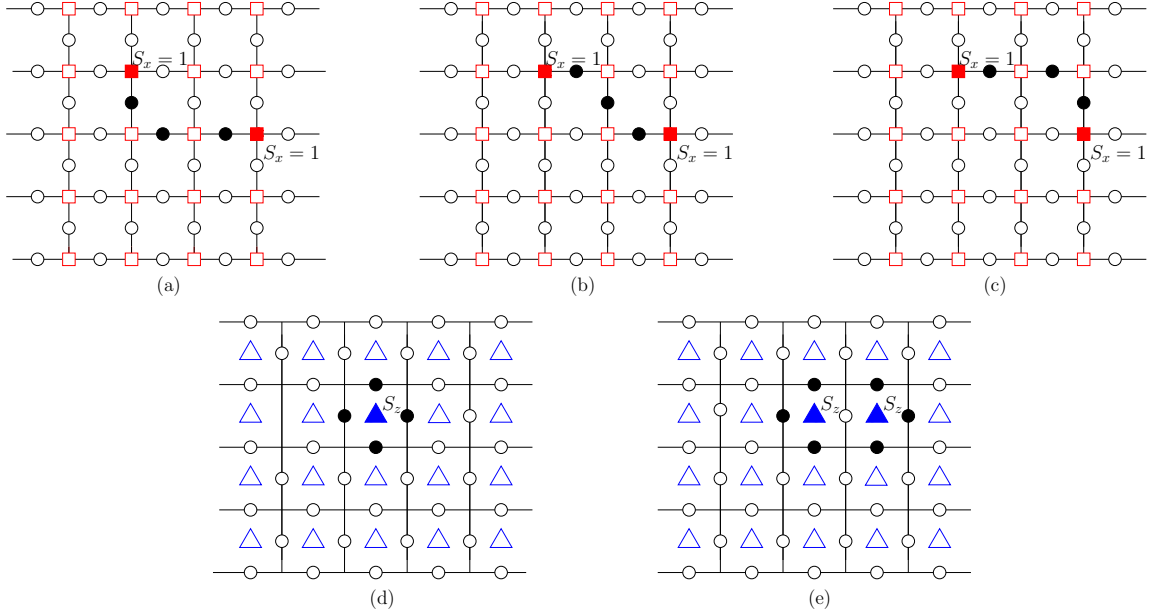 S_x = 1
S_x = 1
(a)
S_x = 1
S_x = 1
(b)
S_x = 1
S_x = 1
(c)
S_z
(d)
S_z
S_z
(e)